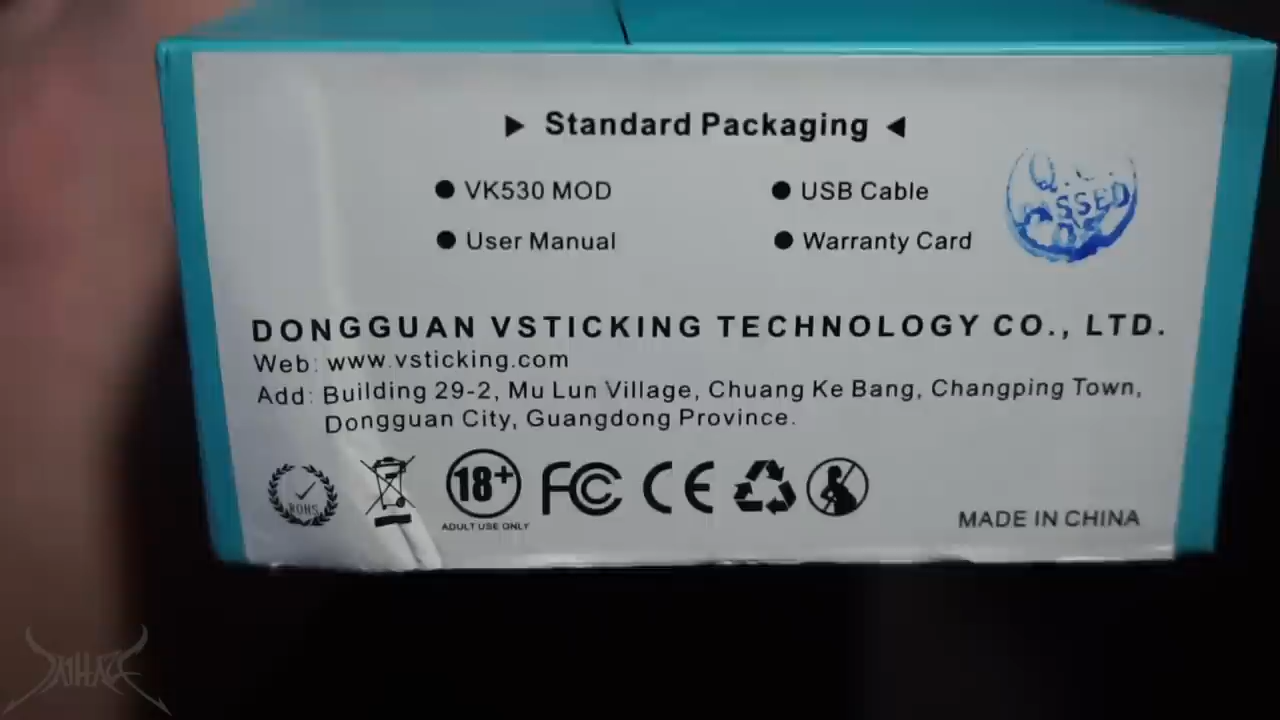 Standard Packaging
VK530 MOD
USB Cable
User Manual
Warranty Card
DONGGUAN VSTICKING TECHNOLOGY CO., LTD.
Web: www.vsticking.com
Add: Building 29-2, Mu Lun Village, Chuang Ke Bang, Changping Town,
Dongguan City, Guangdong Province.
ROHS
18+
ADULT USE ONLY
FC
CE
MADE IN CHINA